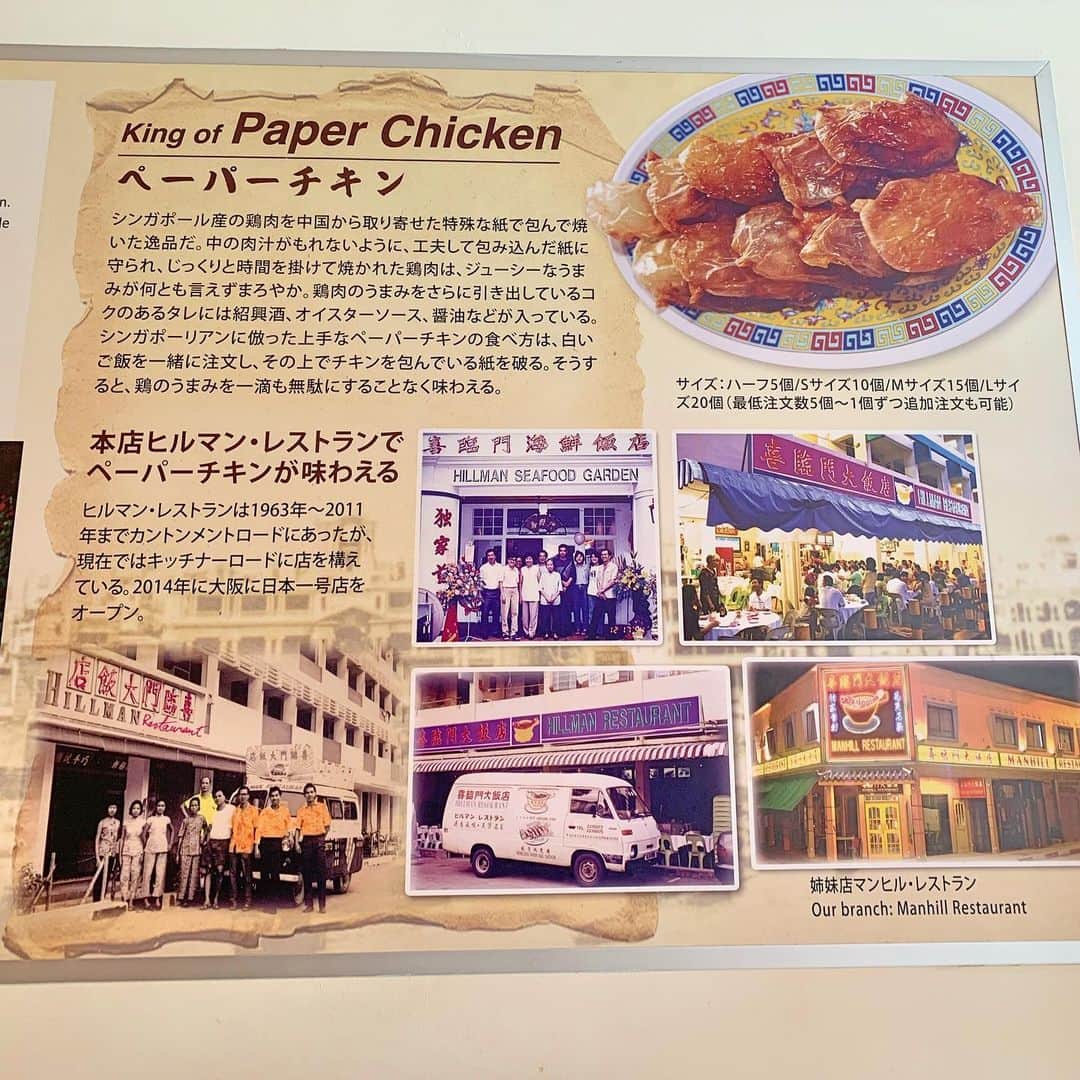 n.
le
King of Paper Chicken
ペーパーチキン
シンガポール産の鶏肉を中国から取り寄せた特殊な紙で包んで焼
いた逸品だ。中の肉汁がもれないように、工夫して包み込んだ紙に
守られ、じっくりと時間を掛けて焼かれた鶏肉は、ジューシーなうま
みが何とも言えずまろやか。鶏肉のうまみをさらに引き出しているコ
クのあるタレには紹興酒、オイスターソース、醤油などが入っている。
シンガポーリアンに倣った上手なペーパーチキンの食べ方は、白い
ご飯を一緒に注文し、その上でチキンを包んでいる紙を破る。そうす
ると、鶏のうまみを一滴も無駄にすることなく味わえる。
サイズ：ハーフ5個/Sサイズ10個/Mサイズ15個/Lサイ
ズ20個（最低注文数5個～1個ずつ追加注文も可能）
本店ヒルマン・レストランで
ペーパーチキンが味わえる
ヒルマン・レストランは1963年～2011
年までカントンメントロードにあったが、
現在ではキッチナーロードに店を構え
ている。2014年に大阪に日本一号店を
オープン。
喜臨門海鮮飯店
HILLMAN SEAFOOD GARDEN
独家
喜臨門大飯店
HILLMAN RESTAURANT
店飯大門臨喜
HILLMAN Restaurant
店飯大門臨喜
喜臨門大飯店
HILLMAN RESTAURANT
喜臨門大飯店
HILLMAN RESTAURANT
ヒルマン レストラン
MANHILL RESTAURANT
MANHILL RESTAURANT
姉妹店マンヒル・レストラン
Our branch: Manhill Restaurant